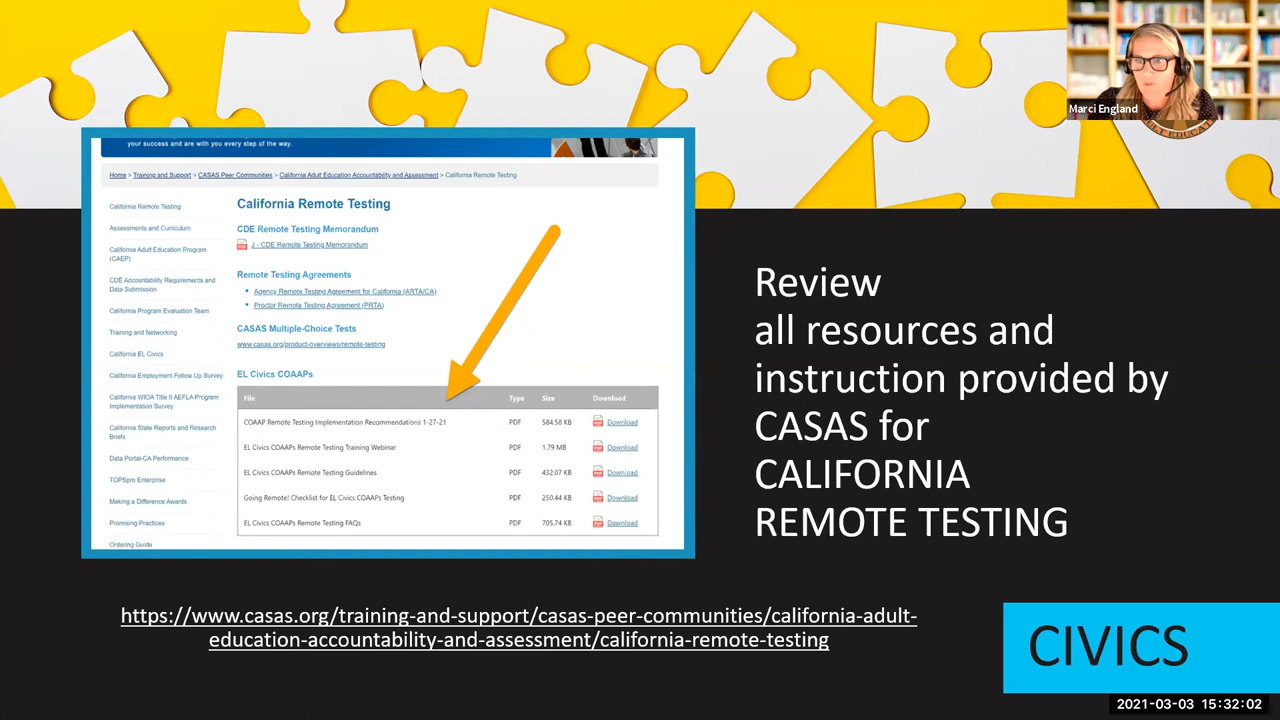 Marci England
ULT EDUCAT
your success and are with you every step of the way.
Home > Training and Support > CASAS Peer Communities > California Adult Education Accountability and Assessment > California Remote Testing
California Remote Testing
Assessments and Curriculum
California Adult Education Program
(CAEP)
CDE Accountability Requirements and
Data Submission
California Program Evaluation Team
Training and Networking
California EL Civics
California Employment Follow Up Survey
California WIOA Title II AEFLA Program
Implementation Survey
California State Reports and Research
Briefs
Data Portal-CA Performance
TOPSpro Enterprise
Making a Difference Awards
Promising Practices
Ordering Guide
California Remote Testing
CDE Remote Testing Memorandum
J - CDE Remote Testing Memorandum
Remote Testing Agreements
• Agency Remote Testing Agreement for California (ARTA/CA)
• Proctor Remote Testing Agreement (PRTA)
CASAS Multiple-Choice Tests
www.casas.org/product-overviews/remote-testing
EL Civics COAAPs
File Type Size Download
COAAP Remote Testing Implementation Recommendations 1-27-21 PDF 584.58 KB Download
EL Civics COAAPs Remote Testing Training Webinar PDF 1.79 MB Download
EL Civics COAAPs Remote Testing Guidelines PDF 432.07 KB Download
Going Remote! Checklist for EL Civics COAAPs Testing PDF 250.44 KB Download
EL Civics COAAPs Remote Testing FAQs PDF 705.74 KB Download
Review
all resources and
instruction provided by
CASAS for
CALIFORNIA
REMOTE TESTING
https://www.casas.org/training-and-support/casas-peer-communities/california-adult-
education-accountability-and-assessment/california-remote-testing
CIVICS
2021-03-03 15:32:02